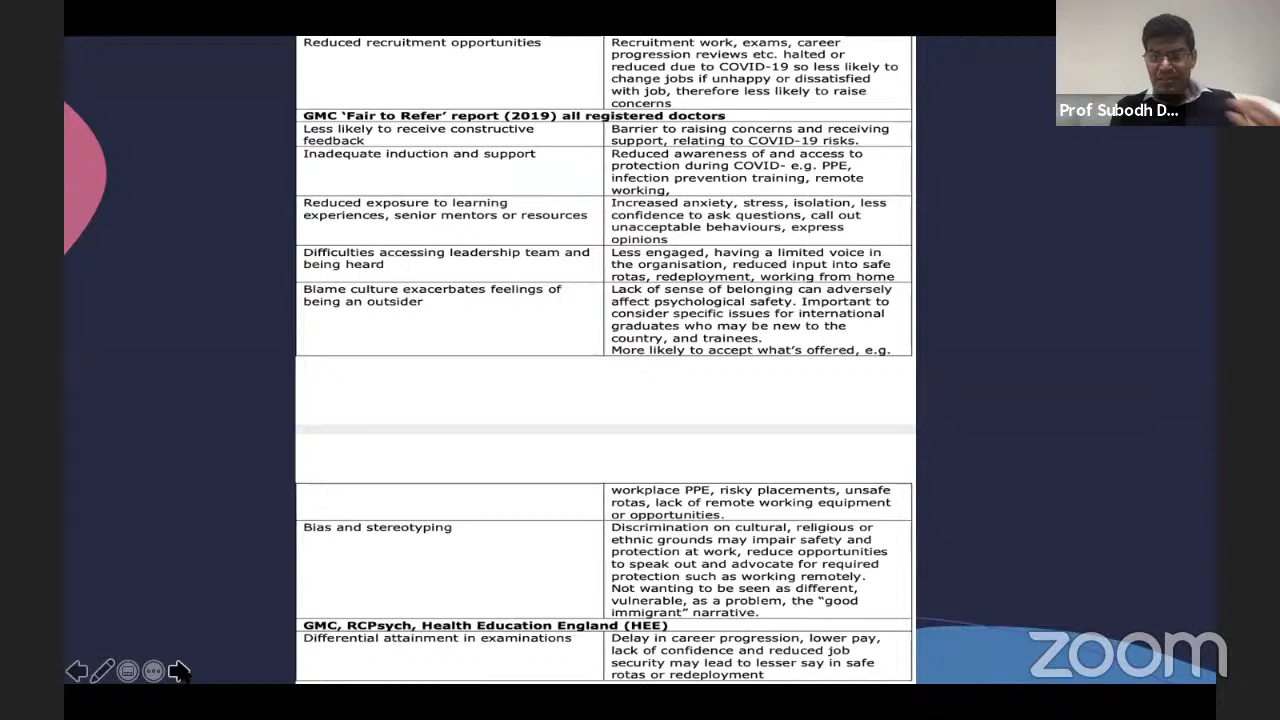 Reduced recruitment opportunities
Recruitment work, exams, career
progression reviews etc. halted or
reduced due to COVID-19 so less likely to
change jobs if unhappy or dissatisfied
with job, therefore less likely to raise
concerns
GMC ‘Fair to Refer’ report (2019) all registered doctors
Less likely to receive constructive
feedback
Barrier to raising concerns and receiving
support, relating to COVID-19 risks.
Inadequate induction and support
Reduced awareness of and access to
protection during COVID- e.g. PPE,
infection prevention training, remote
working,
Reduced exposure to learning
experiences, senior mentors or resources
Increased anxiety, stress, isolation, less
confidence to ask questions, call out
unacceptable behaviours, express
opinions
Difficulties accessing leadership team and
being heard
Less engaged, having a limited voice in
the organisation, reduced input into safe
rotas, redeployment, working from home
Blame culture exacerbates feelings of
being an outsider
Lack of sense of belonging can adversely
affect psychological safety. Important to
consider specific issues for international
graduates who may be new to the
country, and trainees.
More likely to accept what’s offered, e.g.
workplace PPE, risky placements, unsafe
rotas, lack of remote working equipment
or opportunities.
Bias and stereotyping
Discrimination on cultural, religious or
ethnic grounds may impair safety and
protection at work, reduce opportunities
to speak out and advocate for required
protection such as working remotely.
Not wanting to be seen as different,
vulnerable, as a problem, the “good
immigrant” narrative.
GMC, RCPsych, Health Education England (HEE)
Differential attainment in examinations
Delay in career progression, lower pay,
lack of confidence and reduced job
security may lead to lesser say in safe
rotas or redeployment
Prof Subodh D...
zoom